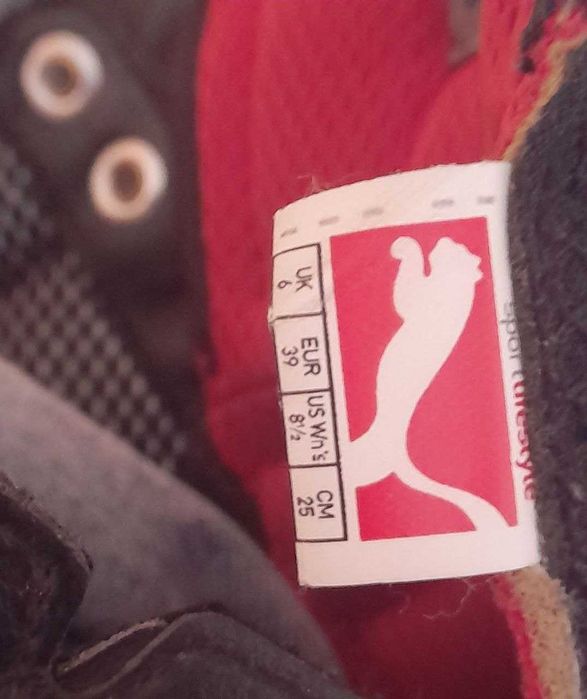 UK EUR US Wn's CM
6 39 8½ 25
sportlifestyle